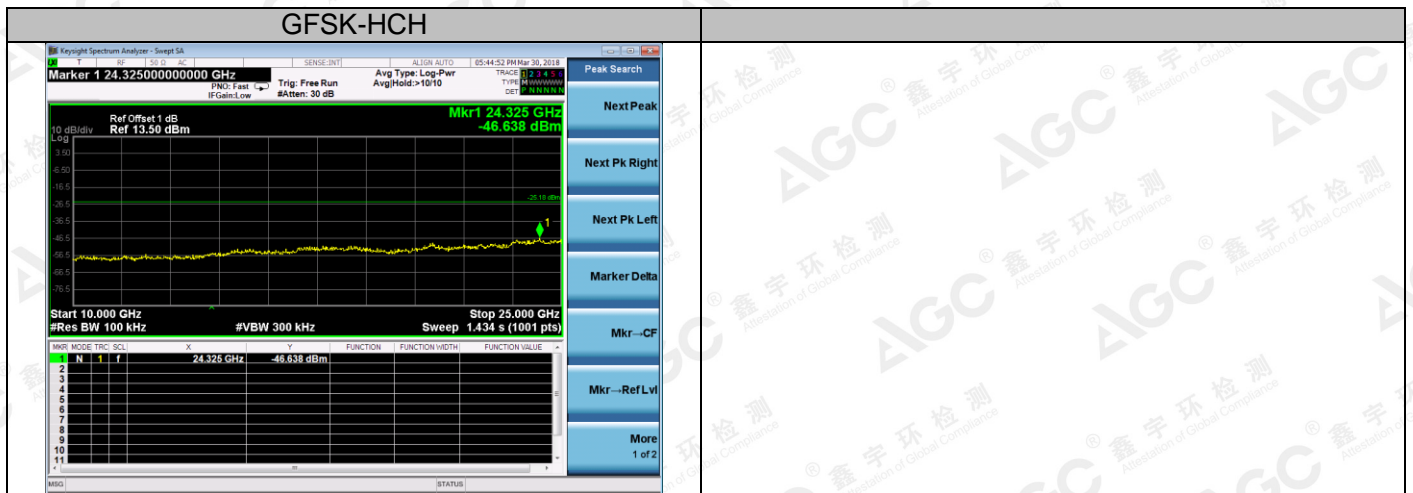 GFSK-HCH
Keysight Spectrum Analyzer - Swept SA
T RF 50 Ω AC SENSE:INT ALIGN AUTO 05:44:52 PM Mar 30, 2018
Marker 1 24.325000000000 GHz
PNO: Fast
IFGain:Low
Trig: Free Run
#Atten: 30 dB
Avg Type: Log-Pwr
Avg|Hold:>10/10
TRACE 1 2 3 4 5 6
TYPE M W W W W W
DET P N N N N N
Peak Search
Next Peak
Next Pk Right
Next Pk Left
Marker Delta
Mkr→CF
Mkr→Ref Lvl
More
1 of 2
Mkr1 24.325 GHz
-46.638 dBm
Ref Offset 1 dB
10 dB/div Ref 13.50 dBm
Log
3.50
-6.50
-16.5
-25.18 dBm
-26.5
-36.5
1
-46.5
-56.5
-66.5
-76.5
Start 10.000 GHz Stop 25.000 GHz
#Res BW 100 kHz #VBW 300 kHz Sweep 1.434 s (1001 pts)
MKR MODE TRC SCL X Y FUNCTION FUNCTION WIDTH FUNCTION VALUE
1 N 1 f 24.325 GHz -46.638 dBm
2
3
4
5
6
7
8
9
10
11
MSG STATUS
AGC
鑫宇环检测
Attestation of Global Compliance